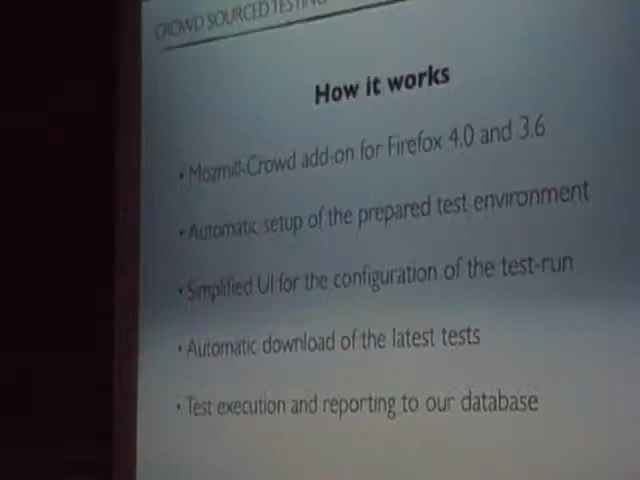 CROWD SOURCED TESTING
How it works
• Mozmill-Crowd add-on for Firefox 4.0 and 3.6
• Automatic setup of the prepared test environment
• Simplified UI for the configuration of the test-run
• Automatic download of the latest tests
• Test execution and reporting to our database